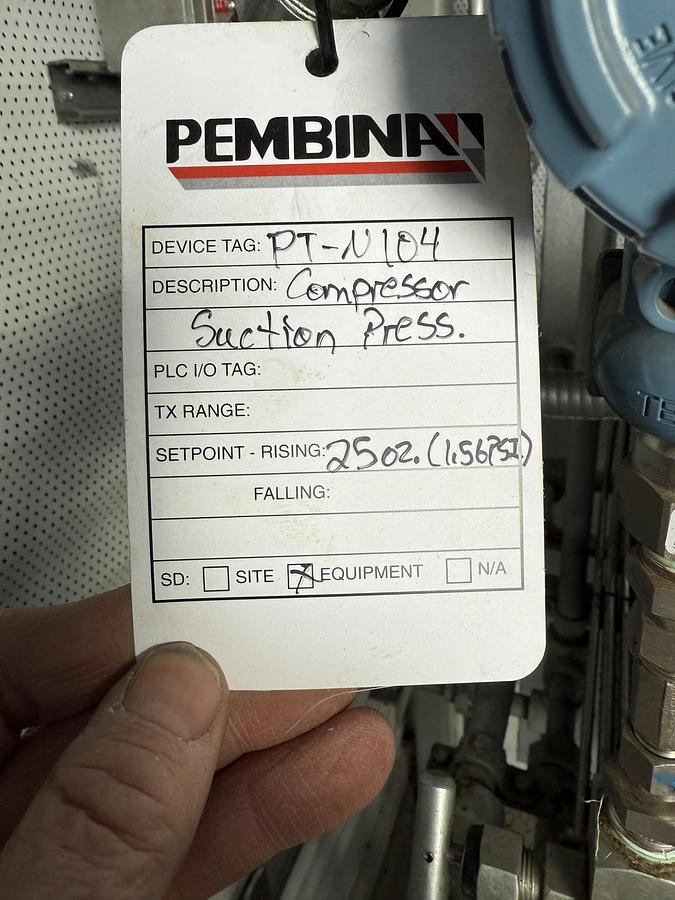 PEMBINA
DEVICE TAG: PT-N104
DESCRIPTION: Compressor
Suction Press.
PLC I/O TAG:
TX RANGE:
SETPOINT - RISING: 25oz. (1.56PSI)
FALLING:
SD: SITE EQUIPMENT N/A